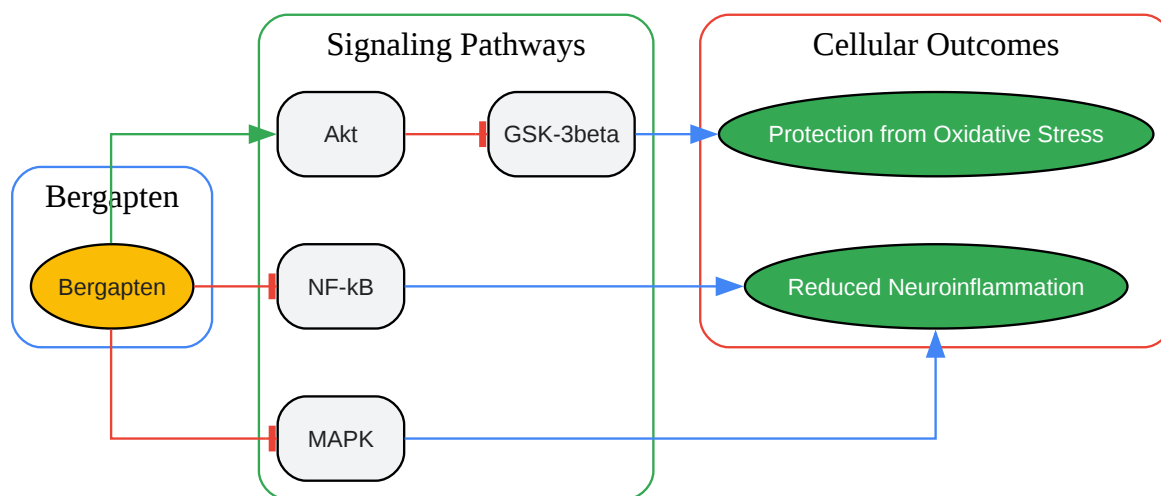 Signaling Pathways
Cellular Outcomes
Akt
GSK-3beta
Protection from Oxidative Stress
Bergapten
Bergapten
NF-kB
Reduced Neuroinflammation
MAPK